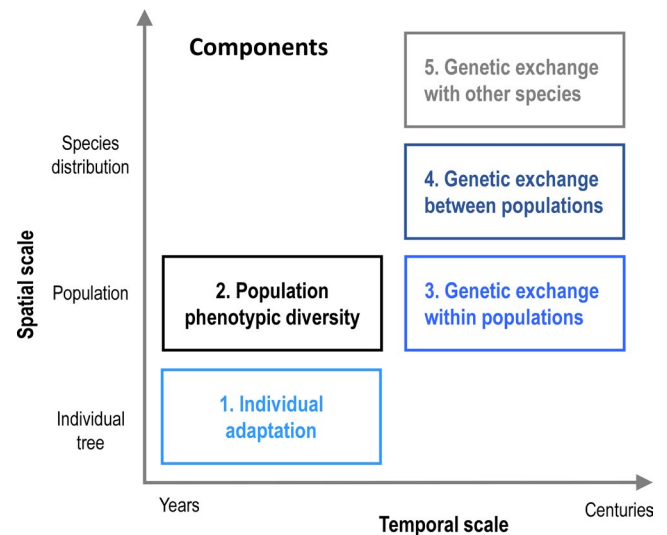 Components
5. Genetic exchange
with other species
Species
distribution
4. Genetic exchange
between populations
Spatial scale
Population
2. Population
phenotypic diversity
3. Genetic exchange
within populations
Individual
tree
1. Individual
adaptation
Years
Centuries
Temporal scale